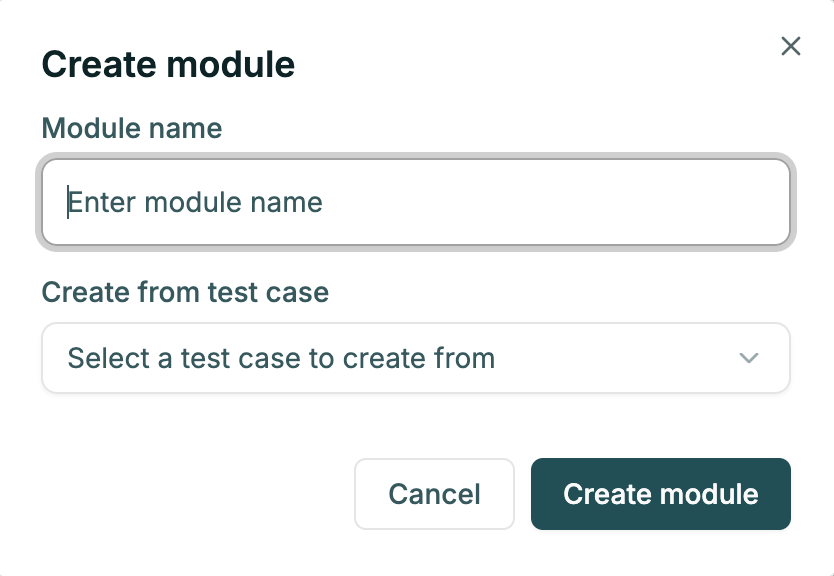 Create module
Module name
Enter module name
Create from test case
Select a test case to create from
Cancel
Create module